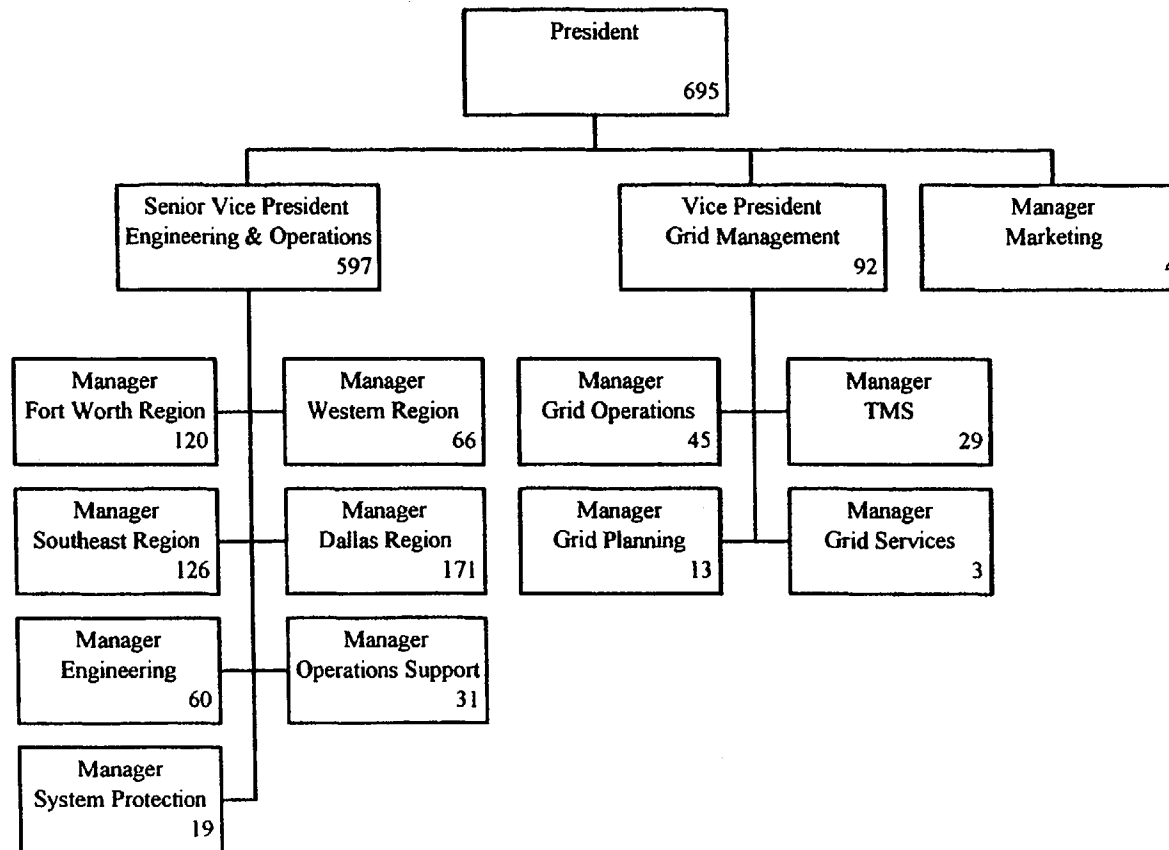 President
695
Senior Vice President
Engineering & Operations
597
Vice President
Grid Management
92
Manager
Marketing
4
Manager
Fort Worth Region
120
Manager
Western Region
66
Manager
Grid Operations
45
Manager
TMS
29
Manager
Southeast Region
126
Manager
Dallas Region
171
Manager
Grid Planning
13
Manager
Grid Services
3
Manager
Engineering
60
Manager
Operations Support
31
Manager
System Protection
19